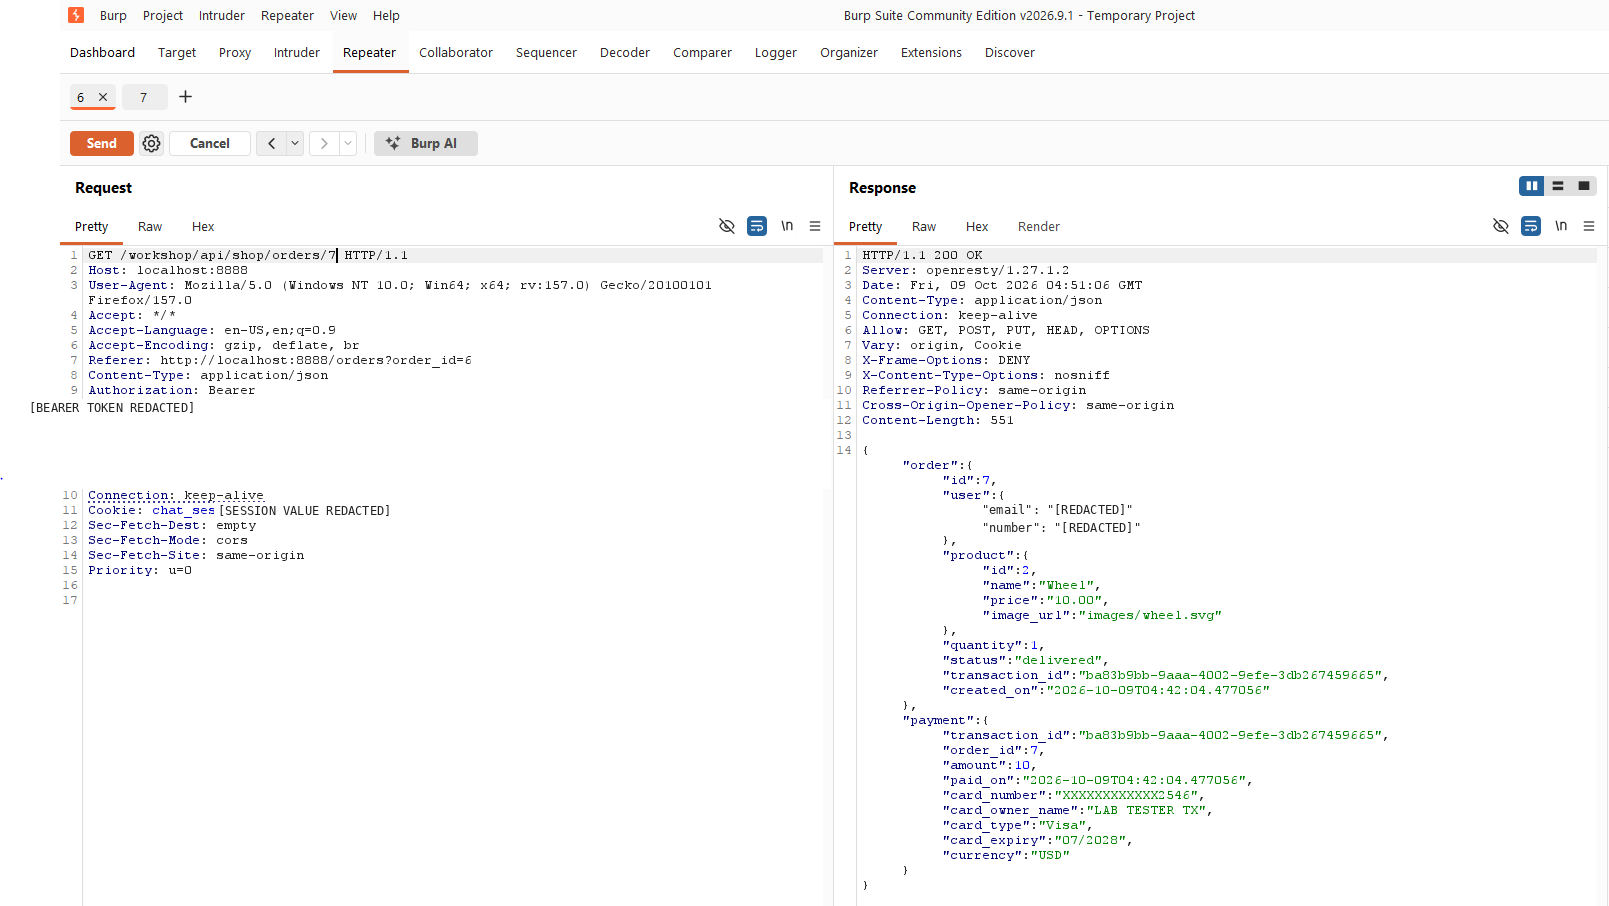 Burp Project Intruder Repeater View Help Burp Suite Community Edition v2026.9.1 - Temporary Project
Dashboard Target Proxy Intruder Repeater Collaborator Sequencer Decoder Comparer Logger Organizer Extensions Discover
6 × 7 +
Send Cancel < > Burp AI
Request
Pretty Raw Hex \n
1 GET /workshop/api/shop/orders/7 HTTP/1.1
2 Host: localhost:8888
3 User-Agent: Mozilla/5.0 (Windows NT 10.0; Win64; x64; rv:157.0) Gecko/20100101
Firefox/157.0
4 Accept: */*
5 Accept-Language: en-US,en;q=0.9
6 Accept-Encoding: gzip, deflate, br
7 Referer: http://localhost:8888/orders?order_id=6
8 Content-Type: application/json
9 Authorization: Bearer
[BEARER TOKEN REDACTED]
10 Connection: keep-alive
11 Cookie: chat_ses [SESSION VALUE REDACTED]
12 Sec-Fetch-Dest: empty
13 Sec-Fetch-Mode: cors
14 Sec-Fetch-Site: same-origin
15 Priority: u=0
16
17
Response
Pretty Raw Hex Render \n
1 HTTP/1.1 200 OK
2 Server: openresty/1.27.1.2
3 Date: Fri, 09 Oct 2026 04:51:06 GMT
4 Content-Type: application/json
5 Connection: keep-alive
6 Allow: GET, POST, PUT, HEAD, OPTIONS
7 Vary: origin, Cookie
8 X-Frame-Options: DENY
9 X-Content-Type-Options: nosniff
10 Referrer-Policy: same-origin
11 Cross-Origin-Opener-Policy: same-origin
12 Content-Length: 551
13
14 {
"order":{
"id":7,
"user":{
"email": "[REDACTED]"
"number": "[REDACTED]"
},
"product":{
"id":2,
"name":"Wheel",
"price":"10.00",
"image_url":"images/wheel.svg"
},
"quantity":1,
"status":"delivered",
"transaction_id":"ba83b9bb-9aaa-4002-9efe-3db267459665",
"created_on":"2026-10-09T04:42:04.477056"
},
"payment":{
"transaction_id":"ba83b9bb-9aaa-4002-9efe-3db267459665",
"order_id":7,
"amount":10,
"paid_on":"2026-10-09T04:42:04.477056",
"card_number":"XXXXXXXXXXXX2546",
"card_owner_name":"LAB TESTER TX",
"card_type":"Visa",
"card_expiry":"07/2028",
"currency":"USD"
}
}